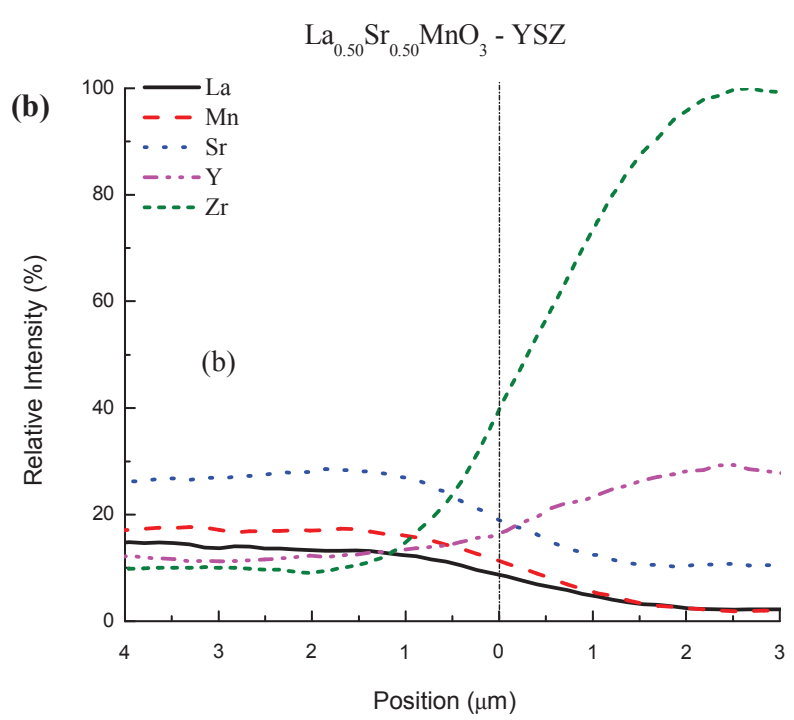 La0.50Sr0.50MnO3 - YSZ
(b)
La
Mn
Sr
Y
Zr
(b)
Relative Intensity (%)
100
80
60
40
20
0
4 3 2 1 0 1 2 3
Position (μm)